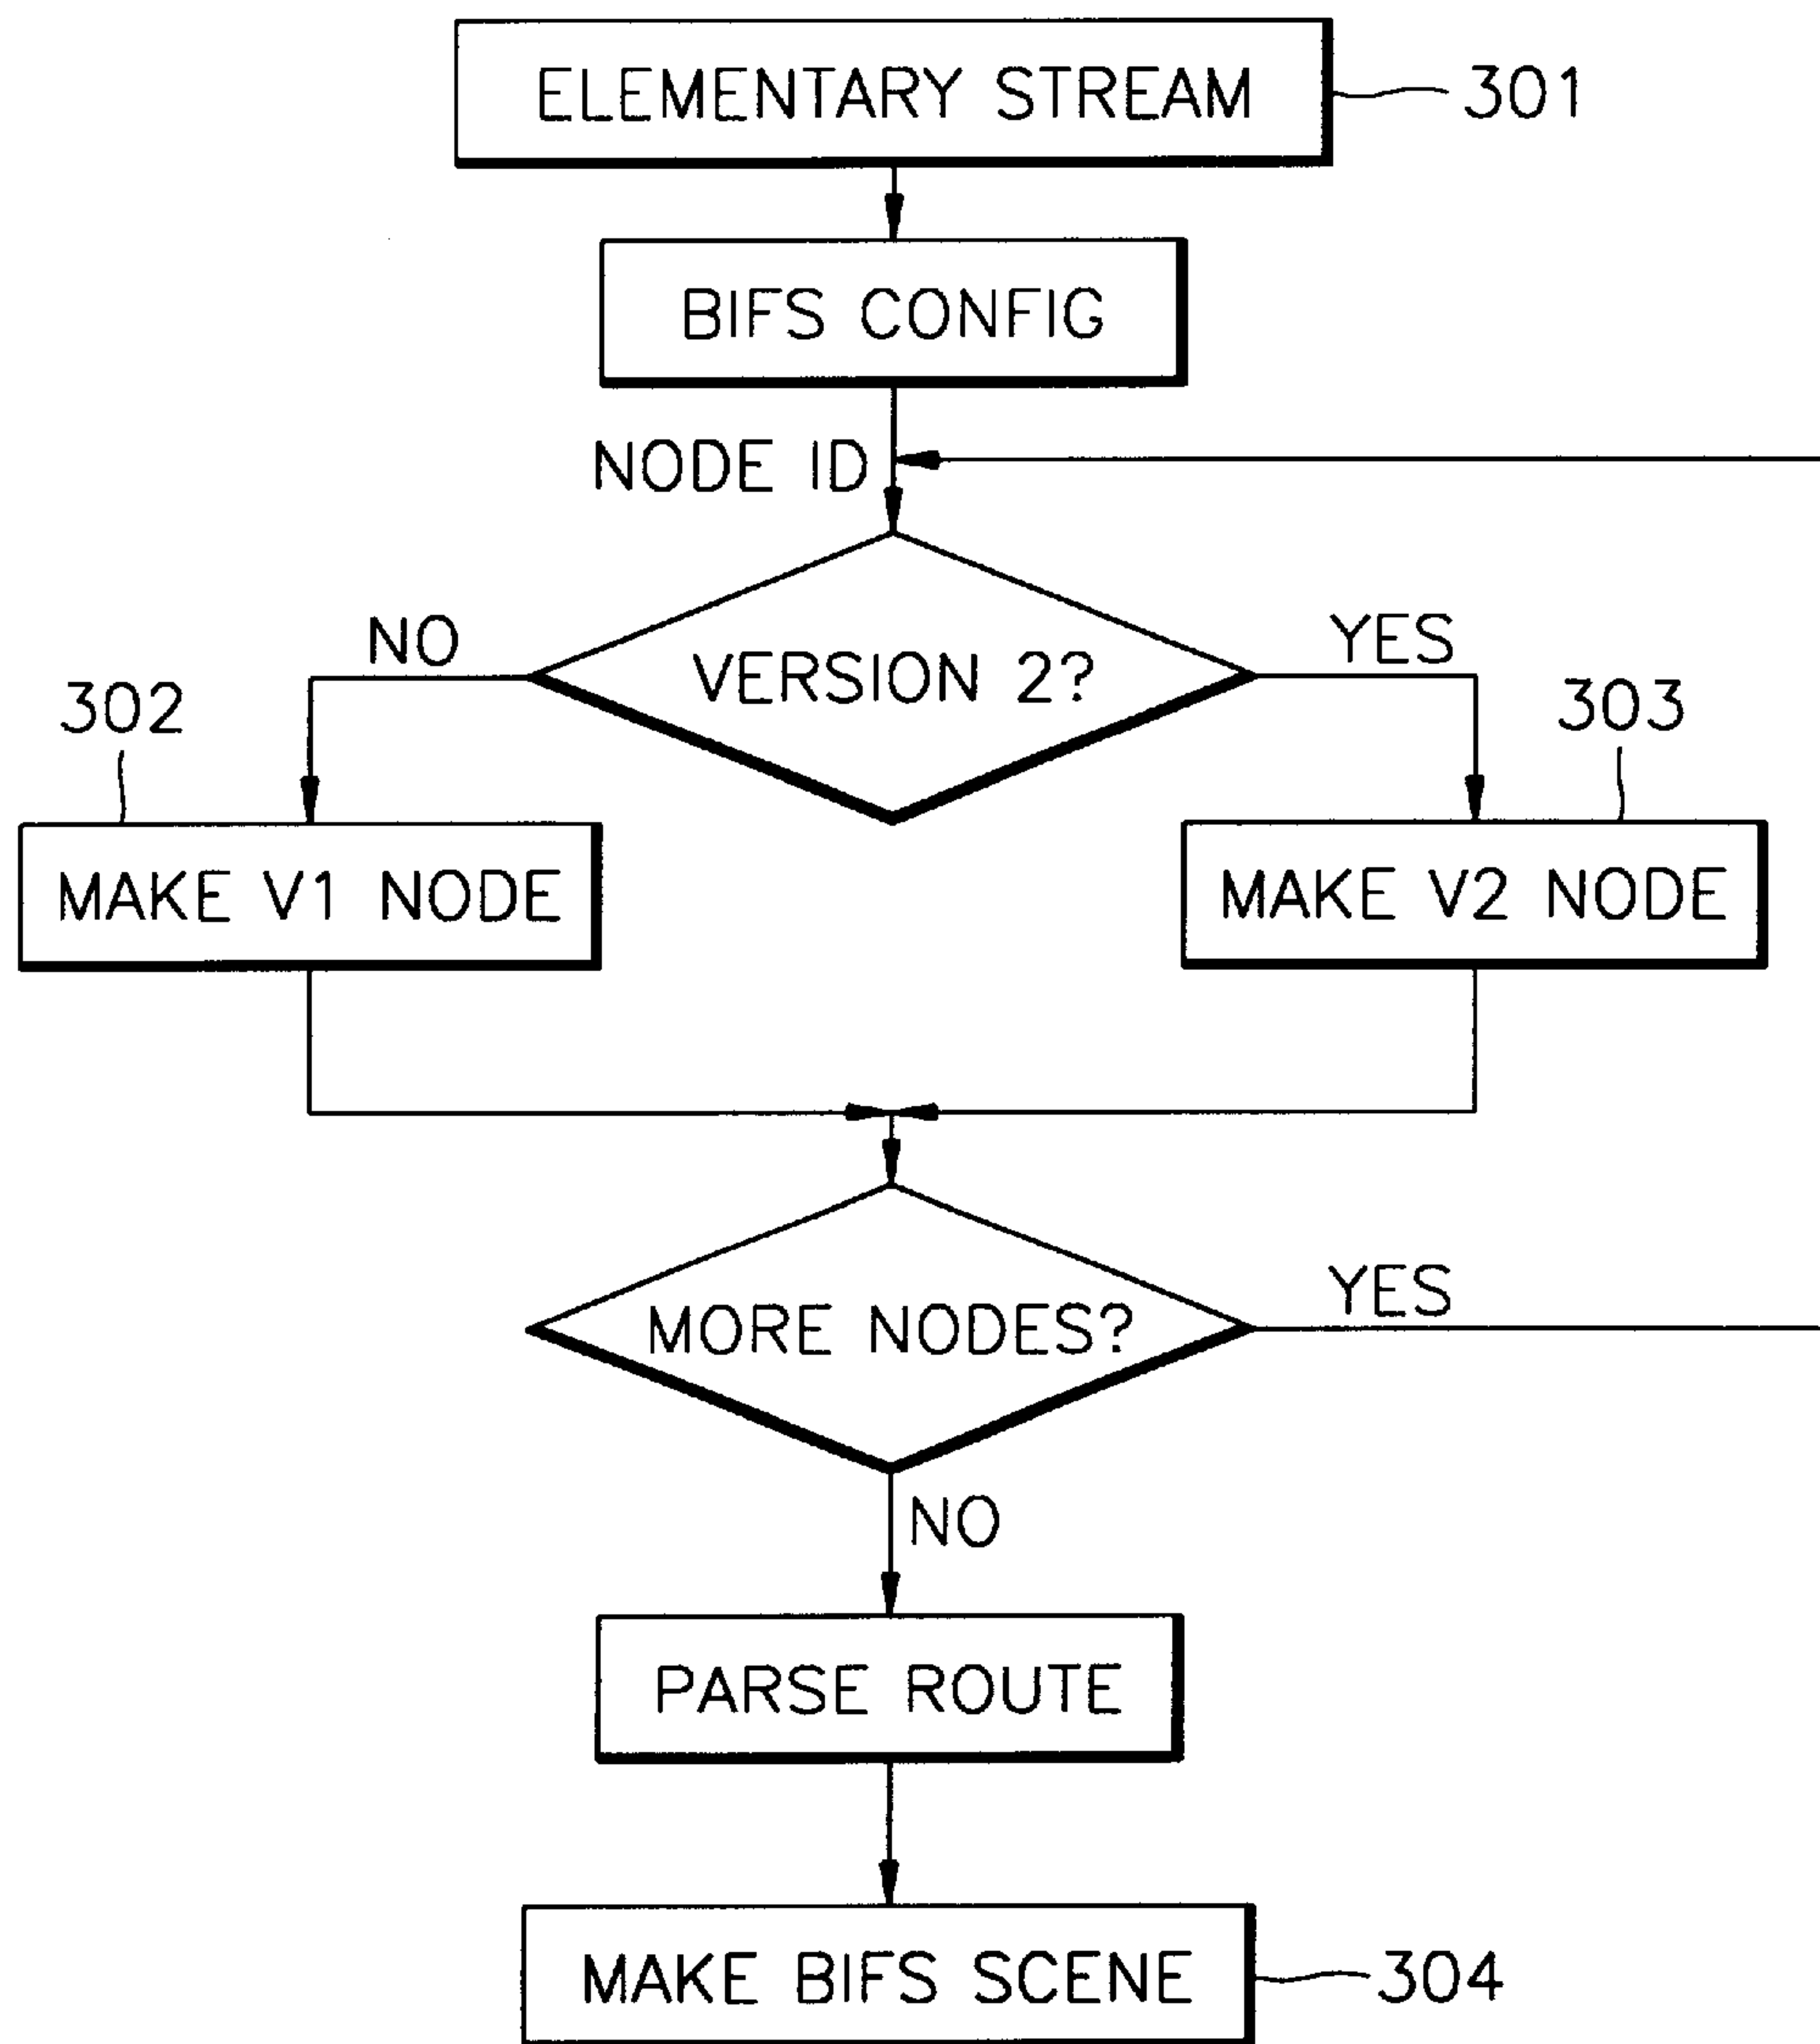 ELEMENTARY STREAM
301
BIFS CONFIG
NODE ID
NO
YES
VERSION 2?
302
303
MAKE V1 NODE
MAKE V2 NODE
MORE NODES?
YES
NO
PARSE ROUTE
MAKE BIFS SCENE
304